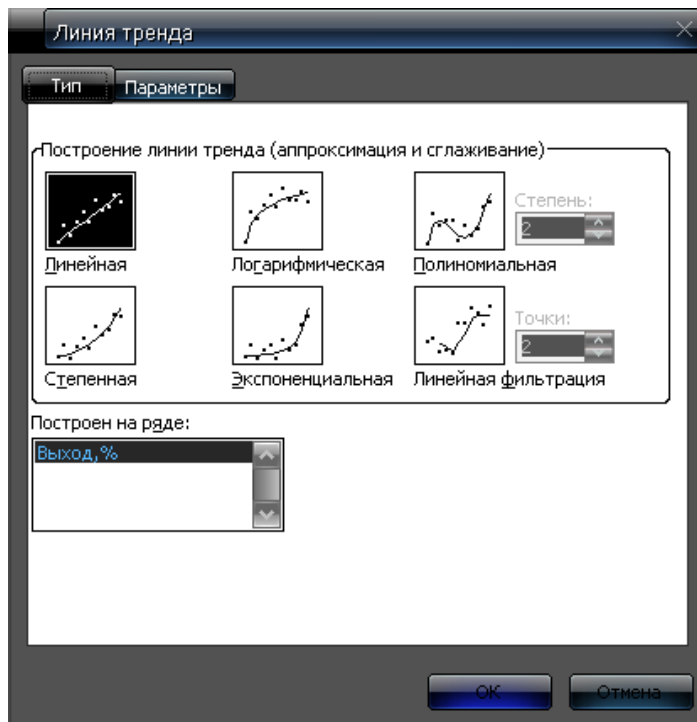 Линия тренда
Тип Параметры
Построение линии тренда (аппроксимация и сглаживание)
Степень:
2
Линейная Логарифмическая Полиномиальная
Точки:
2
Степенная Экспоненциальная Линейная фильтрация
Построен на ряде:
Выход,%
ОК Отмена